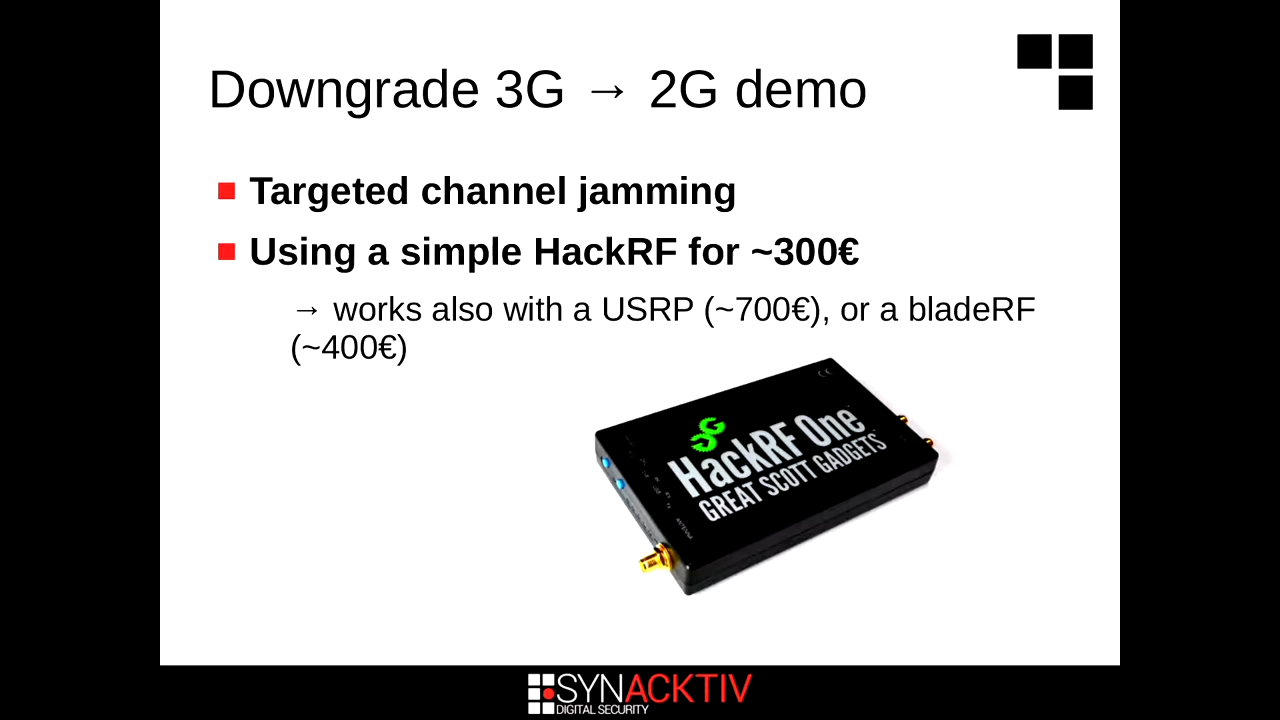 Downgrade 3G → 2G demo
Targeted channel jamming
Using a simple HackRF for ~300€
→ works also with a USRP (~700€), or a bladeRF
(~400€)
HackRF One
GREAT SCOTT GADGETS
SYNACKTIV
DIGITAL SECURITY